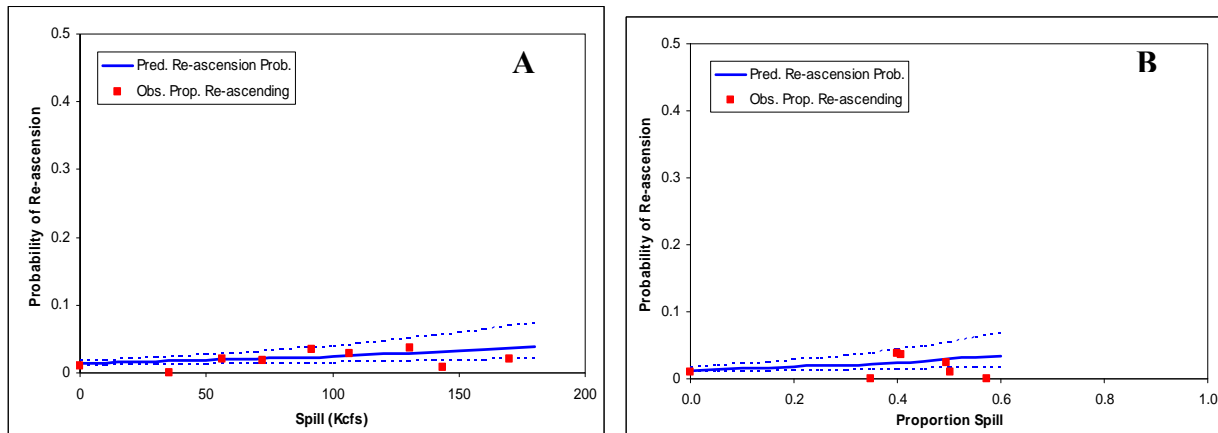 0.5
0.4
0.3
0.2
0.1
0
Probability of Re-ascension
Pred. Re-ascension Prob.
Obs. Prop. Re-ascending
A
0
50
100
150
200
Spill (Kcfs)
0.5
0.4
0.3
0.2
0.1
0
Probability of Re-ascension
Pred. Re-ascension Prob.
Obs. Prop. Re-ascending
B
0.0
0.2
0.4
0.6
0.8
1.0
Proportion Spill